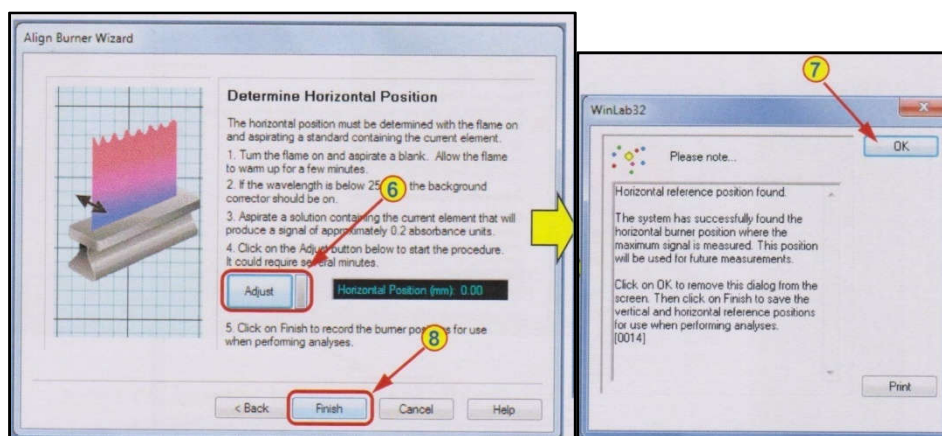 Align Burner Wizard
Determine Horizontal Position
The horizontal position must be determined with the flame on
and aspirating a standard containing the current element.
1. Turn the flame on and aspirate a blank. Allow the flame
to warm up for a few minutes.
2. If the wavelength is below 25 the background
corrector should be on.
3. Aspirate a solution containing the current element that will
produce a signal of approximately 0.2 absorbance units.
4. Click on the Adjust button below to start the procedure.
It could require several minutes.
6
Adjust
Horizontal Position (mm): 0.00
5. Click on Finish to record the burner positions for use
when performing analyses.
8
< Back
Finish
Cancel
Help
7
WinLab32
OK
Please note...
Horizontal reference position found.
The system has successfully found the
horizontal burner position where the
maximum signal is measured. This position
will be used for future measurements.
Click on OK to remove this dialog from the
screen. Then click on Finish to save the
vertical and horizontal reference positions
for use when performing analyses.
[0014]
Print